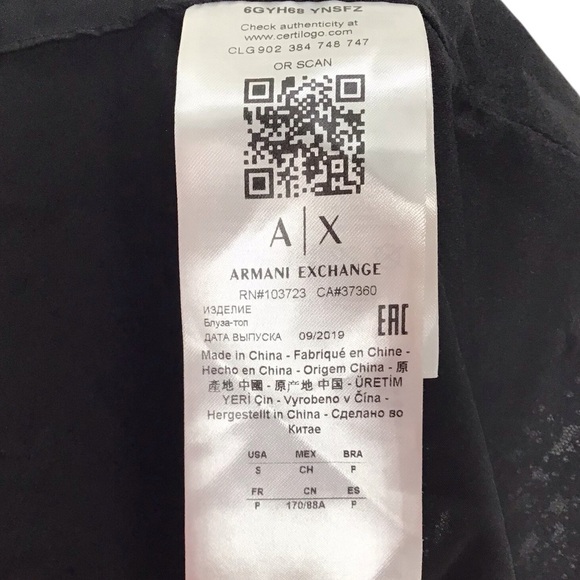 6GYH68 YNSFZ
Check authenticity at
www.certilogo.com
CLG 902 384 748 747
OR SCAN
A|X
ARMANI EXCHANGE
RN#103723 CA#37360
ИЗДЕЛИЕ
Блуза-топ
ДАТА ВЫПУСКА 09/2019
EAC
Made in China - Fabriqué en Chine -
Hecho en China - Origem China - 原
產地 中國 - 原产地 中国 - ÜRETİM
YERİ Çin - Vyrobeno v Čína -
Hergestellt in China - Сделано во
Китае
USA MEX BRA
S CH P
FR CN ES
P 170/88A P